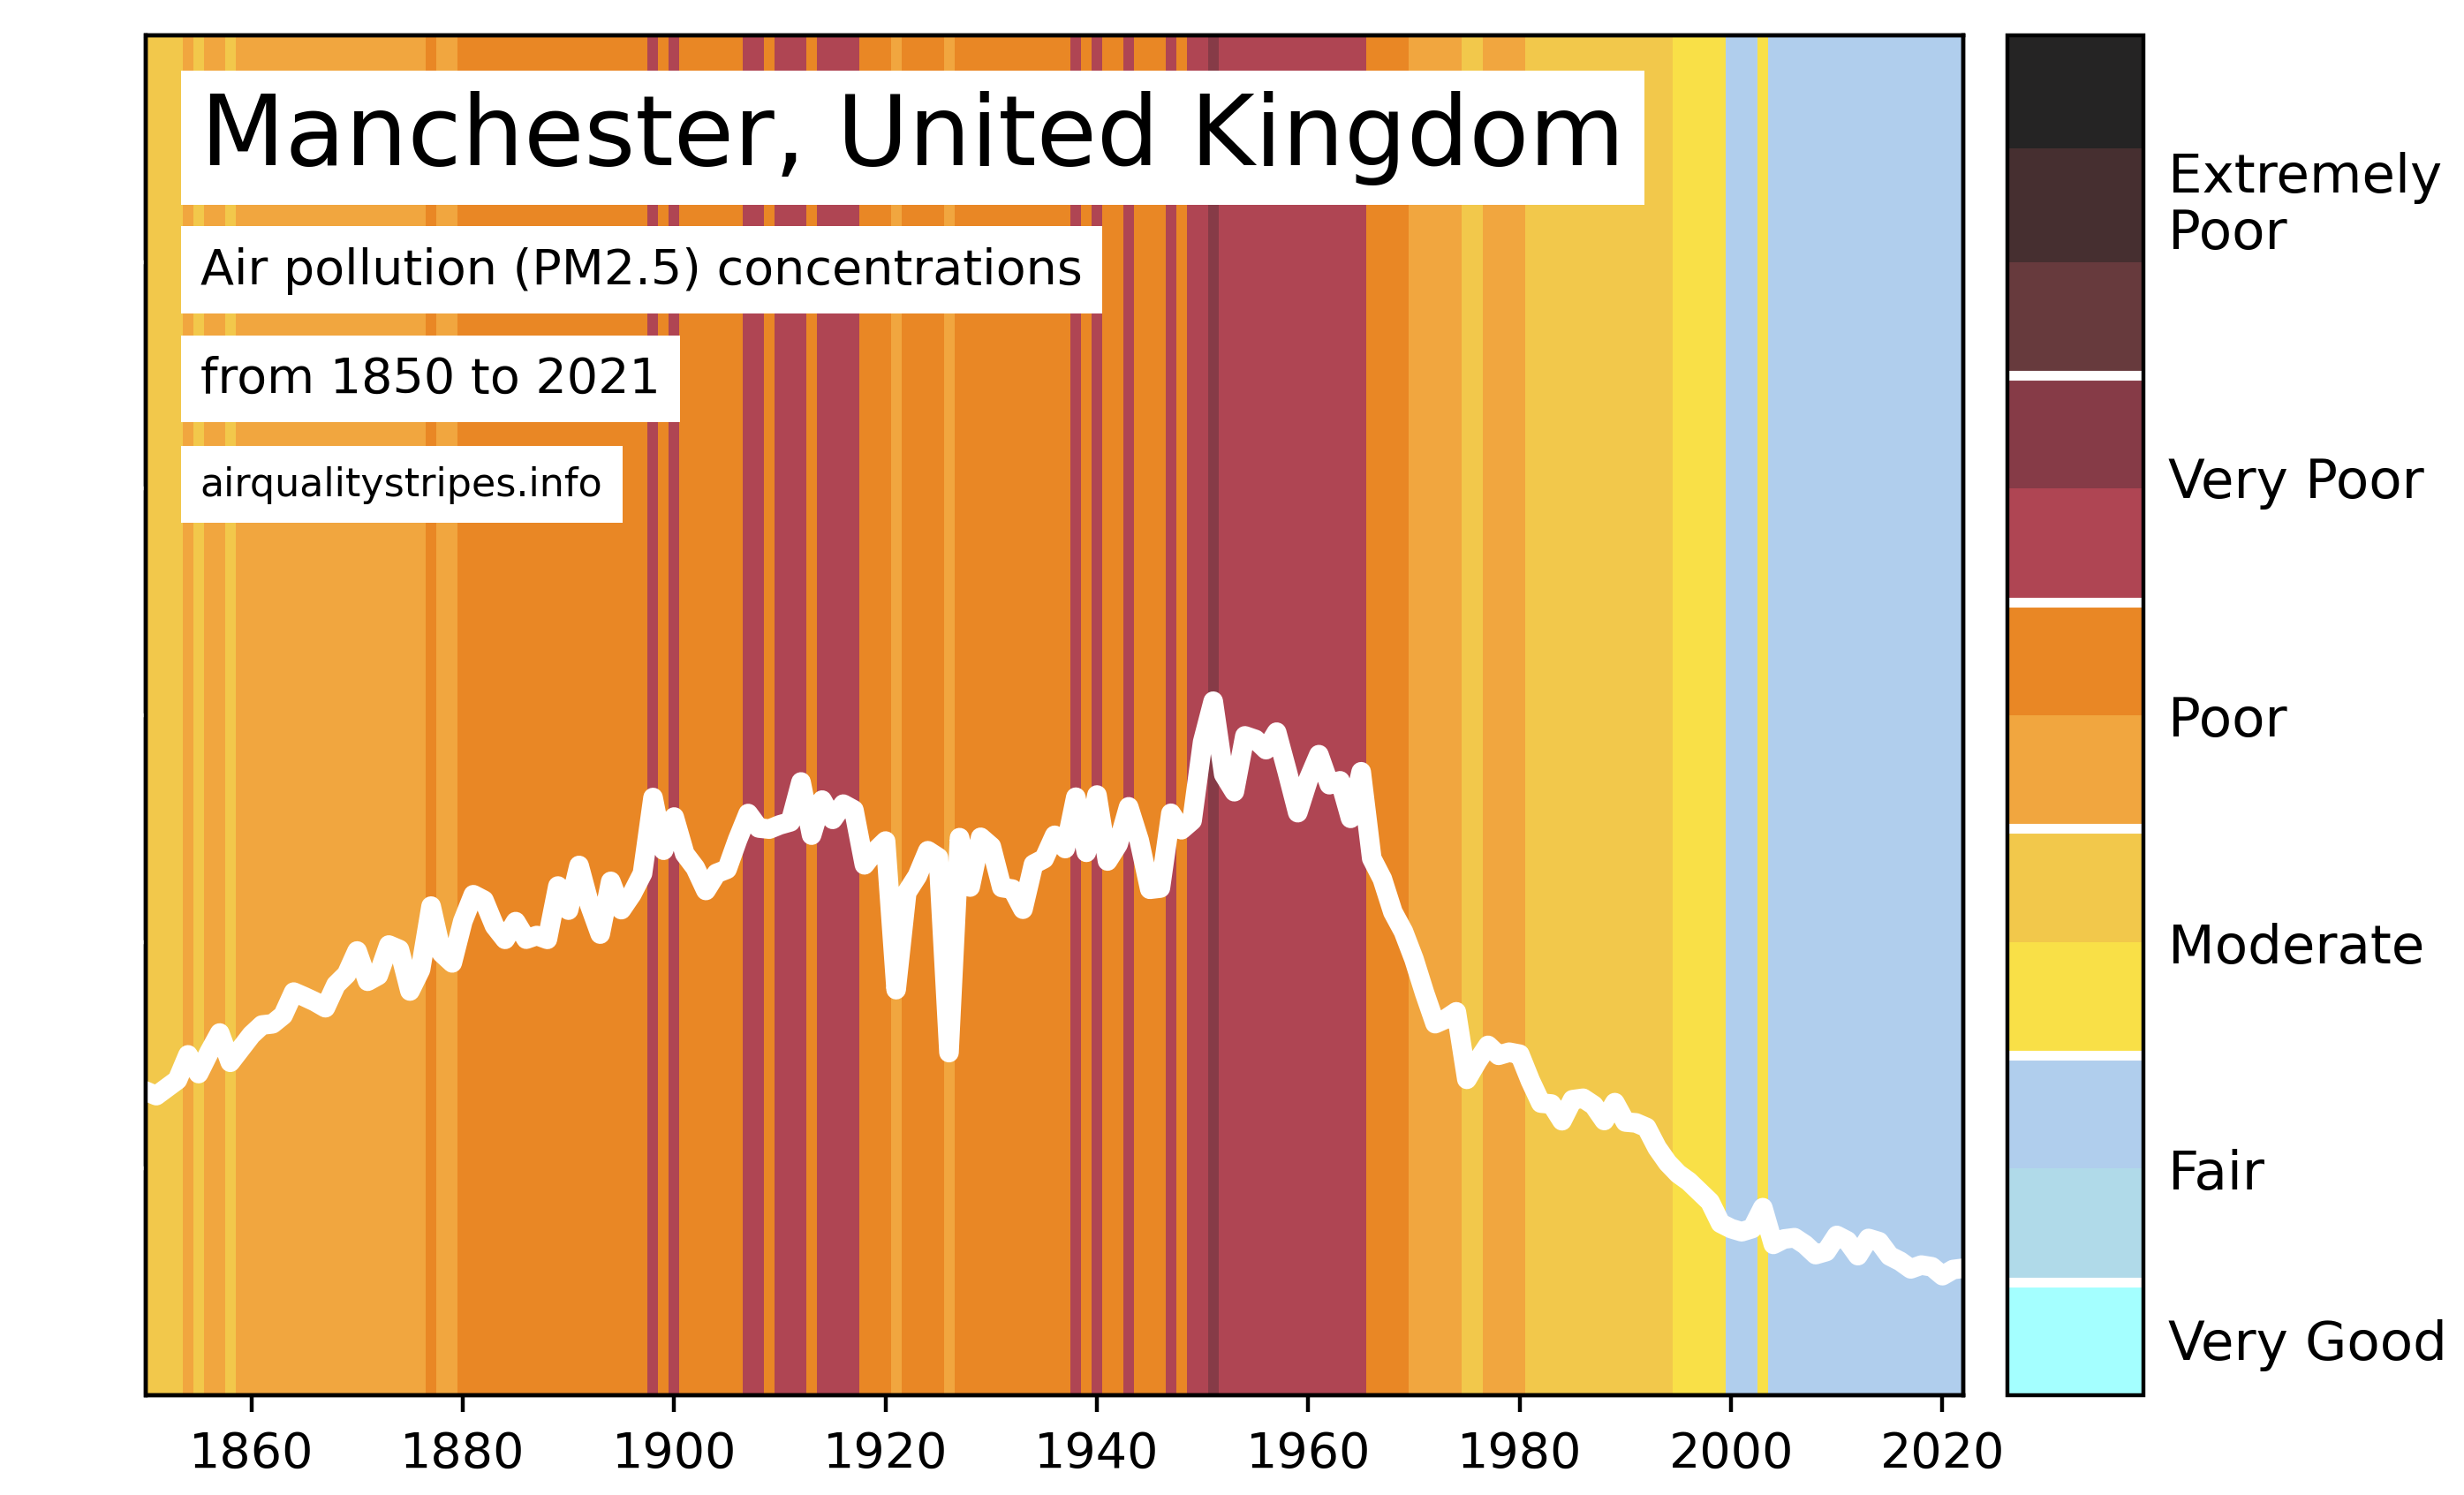 Manchester, United Kingdom
Air pollution (PM2.5) concentrations
from 1850 to 2021
airqualitystripes.info
Extremely
Poor
Very Poor
Poor
Moderate
Fair
Very Good
1860 1880 1900 1920 1940 1960 1980 2000 2020